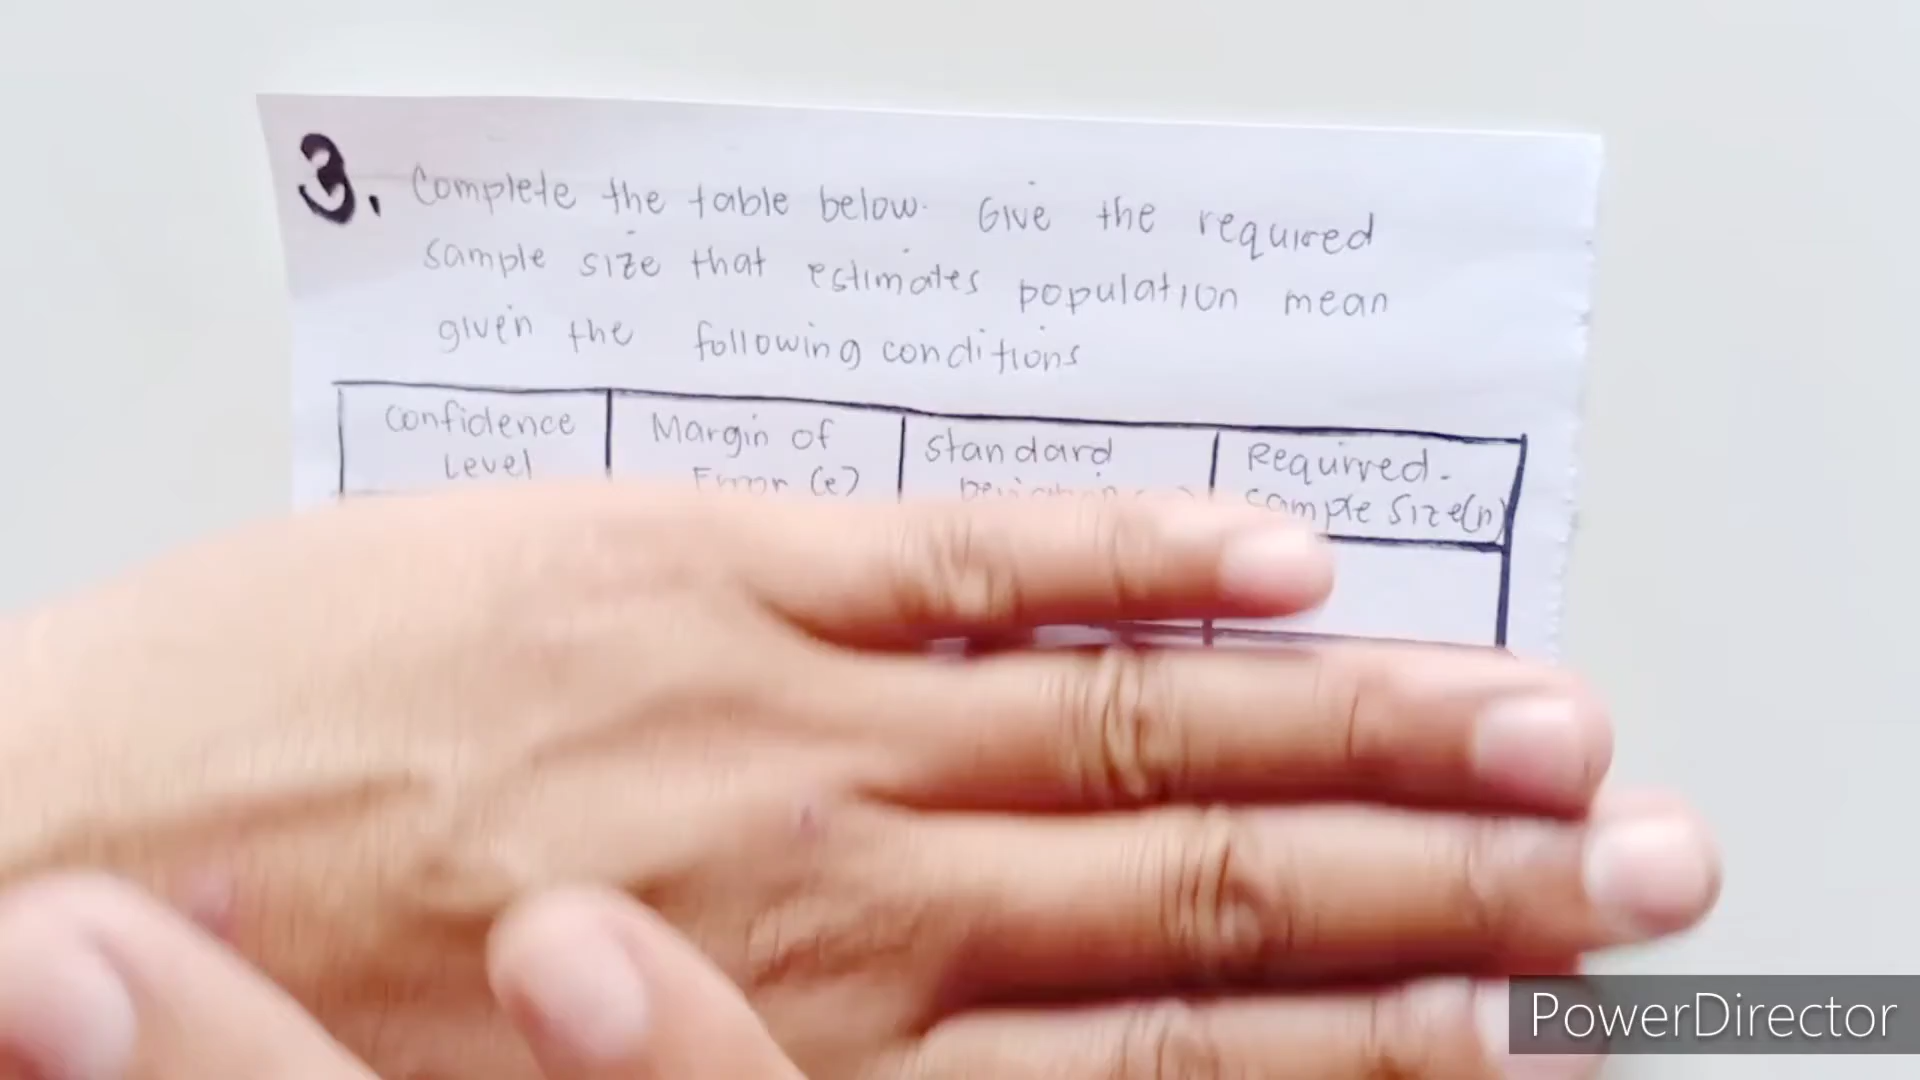 3. Complete the table below. Give the required
sample size that estimates population mean
given the following conditions
Confidence Level
Margin of Error (e)
Standard
Required
sample size(n)
PowerDirector